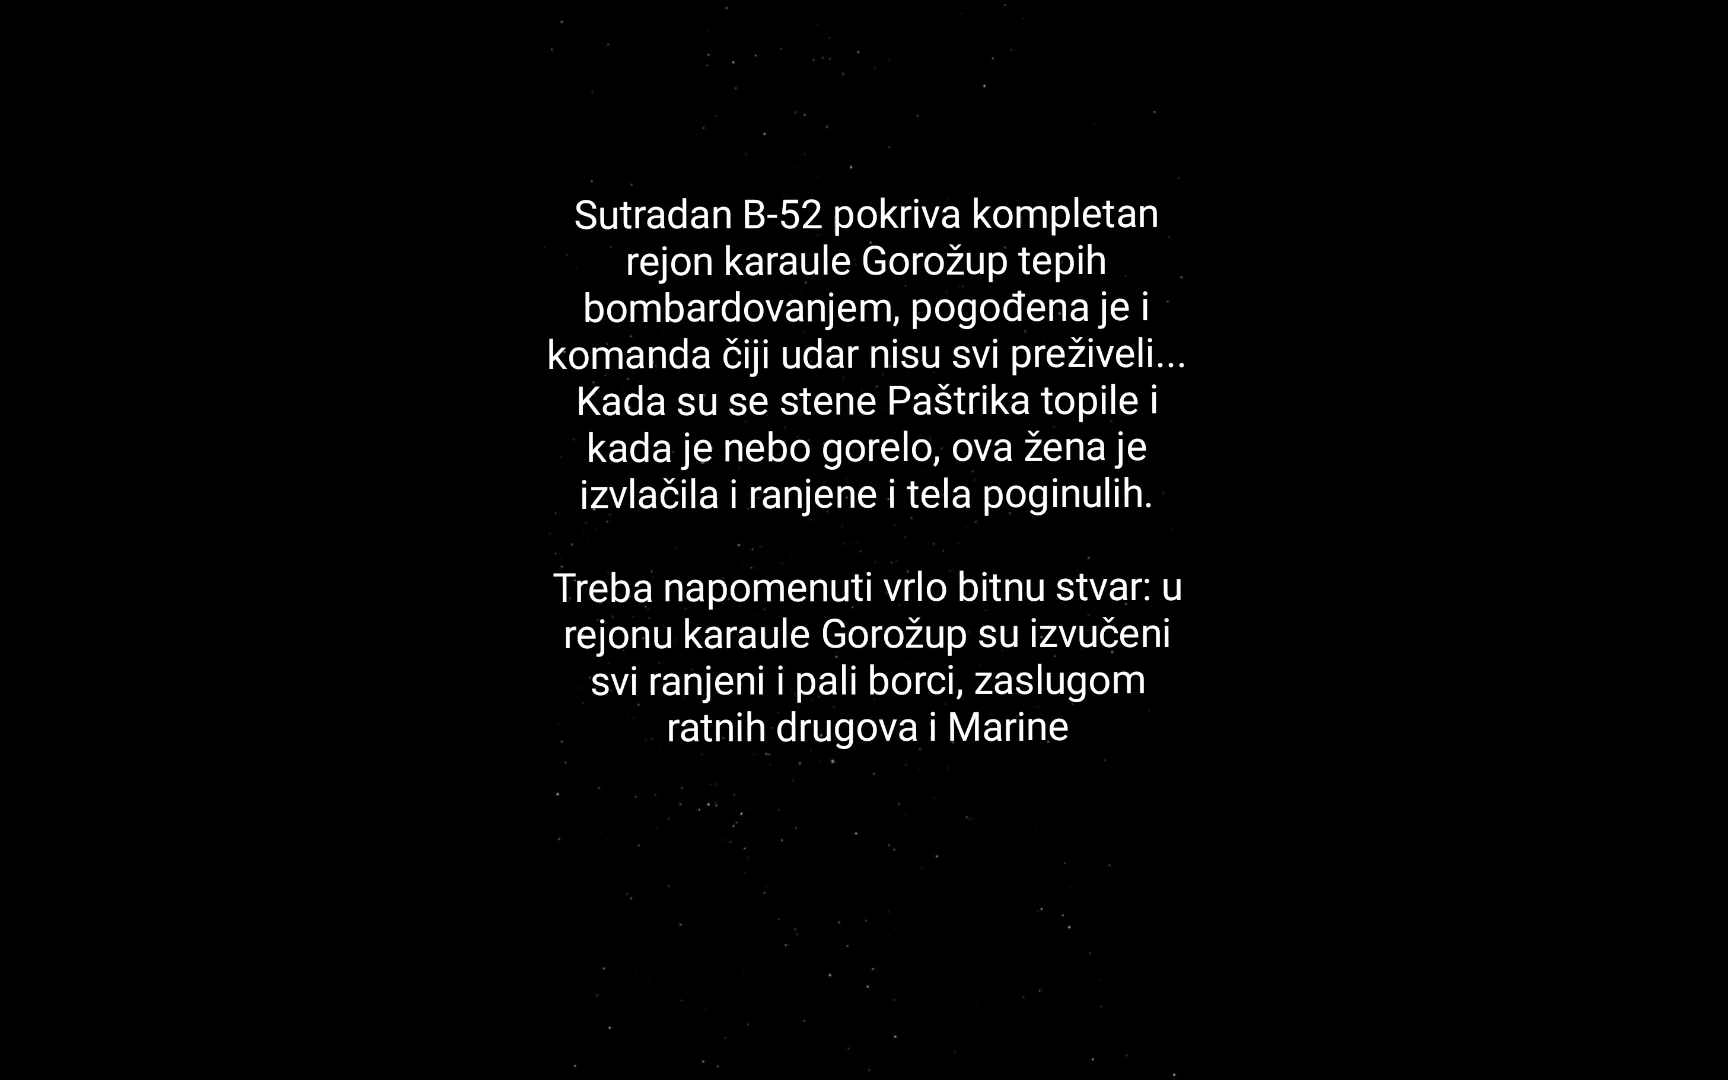 Sutradan B-52 pokriva kompletan
rejon karaule Gorožup tepih
bombardovanjem, pogođena je i
komanda čiji udar nisu svi preživeli...
Kada su se stene Paštrika topile i
kada je nebo gorelo, ova žena je
izvlačila i ranjene i tela poginulih.
Treba napomenuti vrlo bitnu stvar: u
rejonu karaule Gorožup su izvučeni
svi ranjeni i pali borci, zaslugom
ratnih drugova i Marine